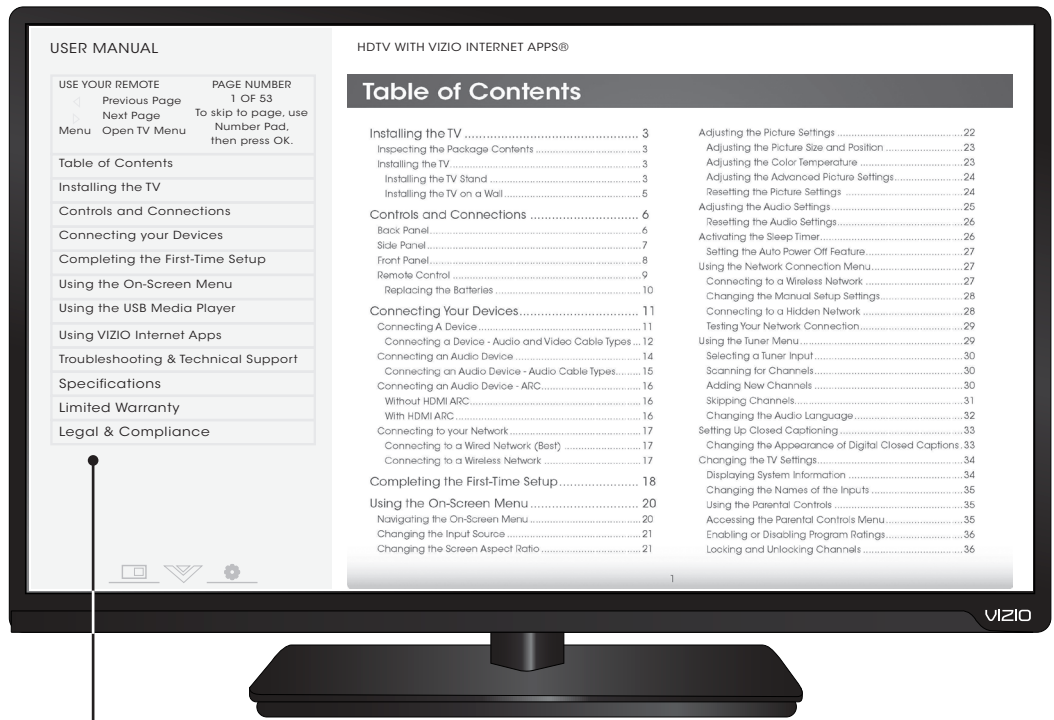 USER MANUAL
USE YOUR REMOTE
Previous Page
Next Page
Menu Open TV Menu
PAGE NUMBER
1 OF 53
To skip to page, use
Number Pad,
then press OK.
Table of Contents
Installing the TV
Controls and Connections
Connecting your Devices
Completing the First-Time Setup
Using the On-Screen Menu
Using the USB Media Player
Using VIZIO Internet Apps
Troubleshooting & Technical Support
Specifications
Limited Warranty
Legal & Compliance
HDTV WITH VIZIO INTERNET APPS®
Table of Contents
Installing the TV ........ 3
Inspecting the Package Contents ........ 3
Installing the TV ........ 3
Installing the TV Stand ........ 3
Installing the TV on a Wall ........ 5
Controls and Connections ........ 6
Back Panel ........ 6
Side Panel ........ 7
Front Panel ........ 8
Remote Control ........ 9
Replacing the Batteries ........ 10
Connecting Your Devices ........ 11
Connecting A Device ........ 11
Connecting a Device - Audio and Video Cable Types ... 12
Connecting an Audio Device ........ 14
Connecting an Audio Device - Audio Cable Types ........ 15
Connecting an Audio Device - ARC ........ 16
Without HDMI ARC ........ 16
With HDMI ARC ........ 16
Connecting to your Network ........ 17
Connecting to a Wired Network (Best) ........ 17
Connecting to a Wireless Network ........ 17
Completing the First-Time Setup ........ 18
Using the On-Screen Menu ........ 20
Navigating the On-Screen Menu ........ 20
Changing the Input Source ........ 21
Changing the Screen Aspect Ratio ........ 21
Adjusting the Picture Settings ........ 22
Adjusting the Picture Size and Position ........ 23
Adjusting the Color Temperature ........ 23
Adjusting the Advanced Picture Settings ........ 24
Resetting the Picture Settings ........ 24
Adjusting the Audio Settings ........ 25
Resetting the Audio Settings ........ 26
Activating the Sleep Timer ........ 26
Setting the Auto Power Off Feature ........ 27
Using the Network Connection Menu ........ 27
Connecting to a Wireless Network ........ 27
Changing the Manual Setup Settings ........ 28
Connecting to a Hidden Network ........ 28
Testing Your Network Connection ........ 29
Using the Tuner Menu ........ 29
Selecting a Tuner Input ........ 30
Scanning for Channels ........ 30
Adding New Channels ........ 30
Skipping Channels ........ 31
Changing the Audio Language ........ 32
Setting Up Closed Captioning ........ 33
Changing the Appearance of Digital Closed Captions . 33
Changing the TV Settings ........ 34
Displaying System Information ........ 34
Changing the Names of the Inputs ........ 35
Using the Parental Controls ........ 35
Accessing the Parental Controls Menu ........ 35
Enabling or Disabling Program Ratings ........ 36
Locking and Unlocking Channels ........ 36
1
VIZIO